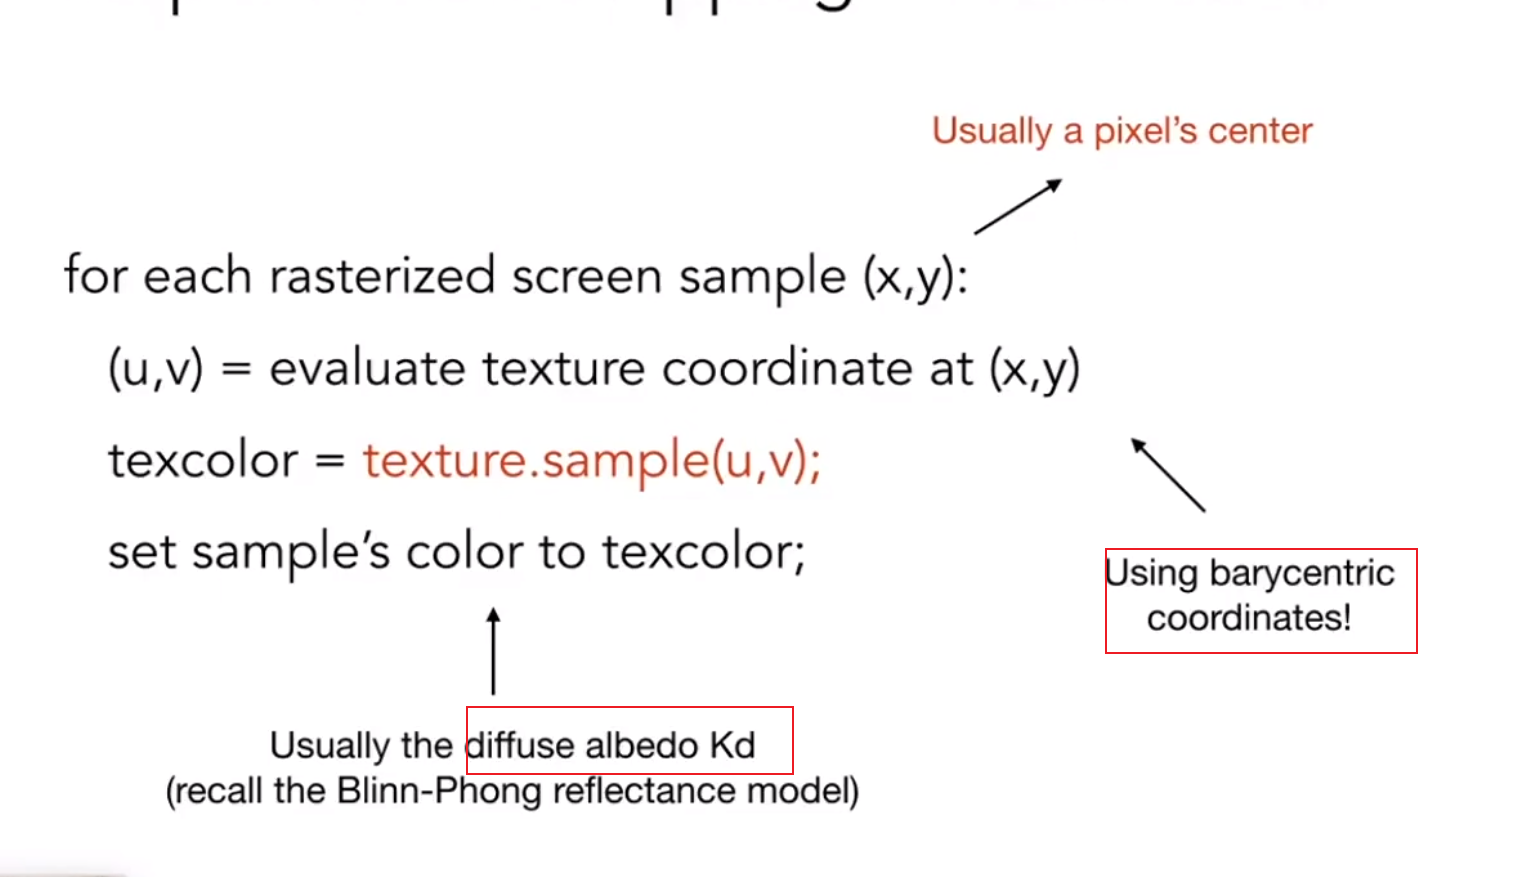 Usually a pixel's center
for each rasterized screen sample (x,y):
(u,v) = evaluate texture coordinate at (x,y)
texcolor = texture.sample(u,v);
set sample's color to texcolor;
Using barycentric
coordinates!
Usually the diffuse albedo Kd
(recall the Blinn-Phong reflectance model)